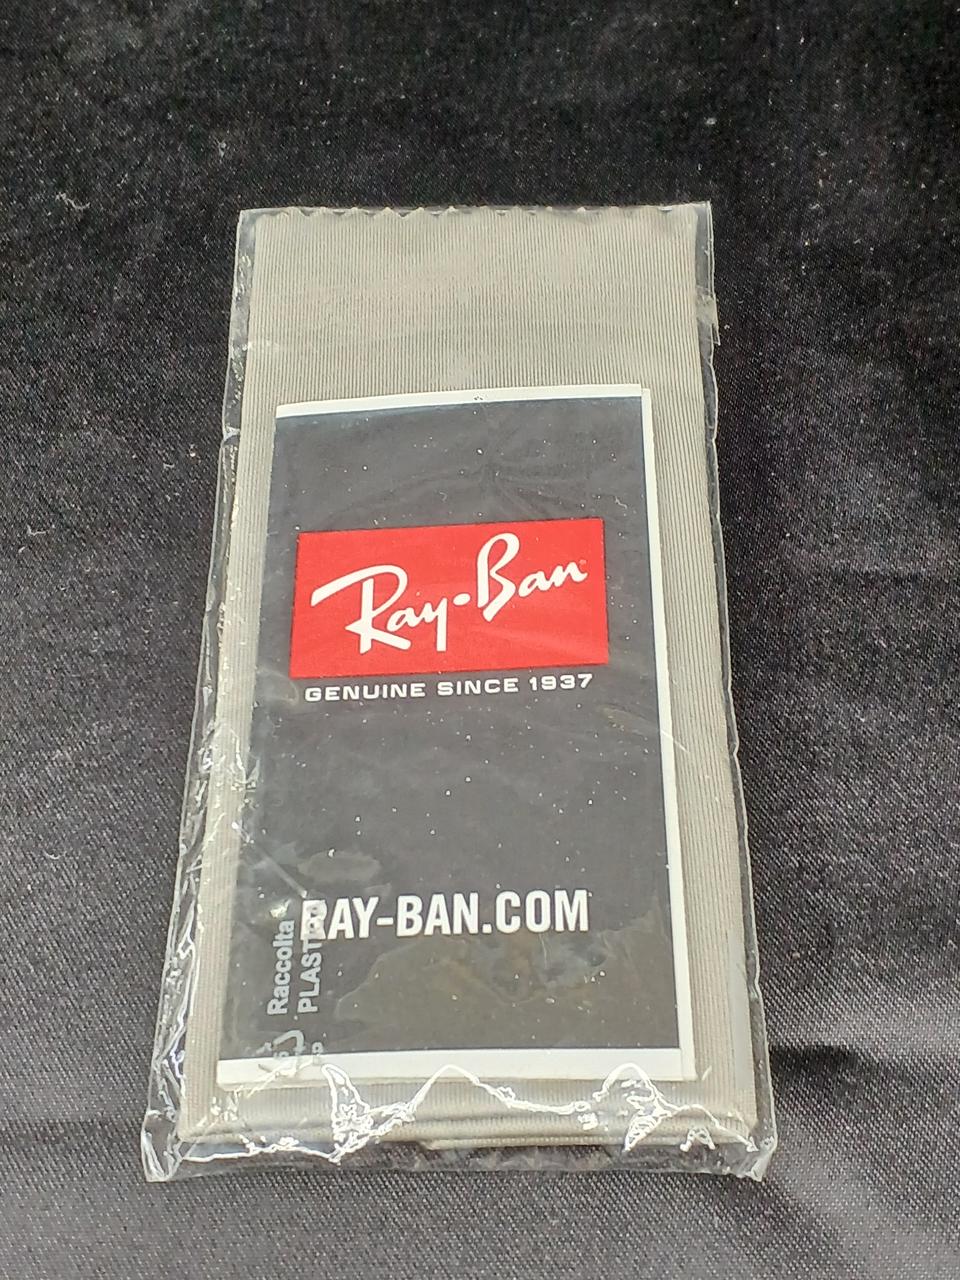 Ray-Ban
GENUINE SINCE 1937
RAY-BAN.COM
Raccolta